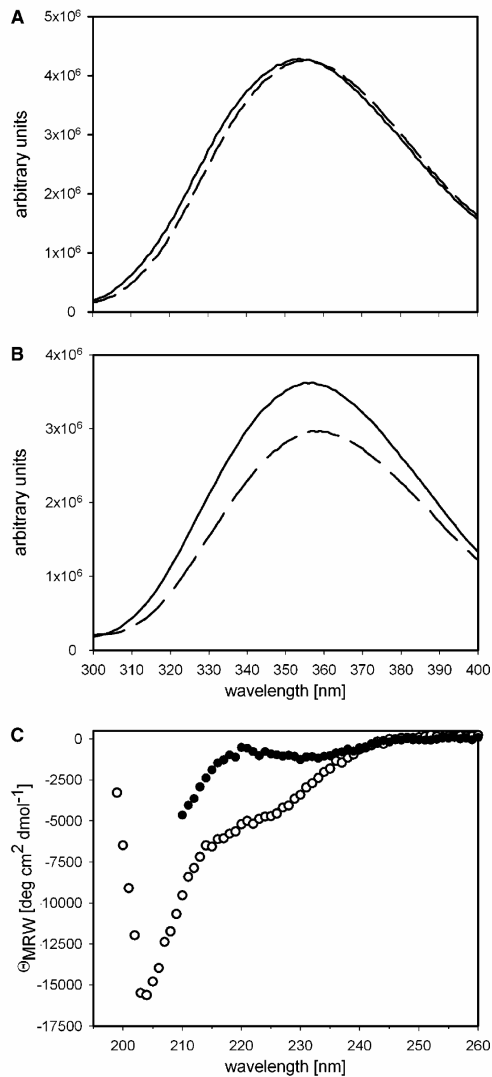 A
5x10⁶
4x10⁶
3x10⁶
2x10⁶
1x10⁶
0
arbitrary units
B
4x10⁶
3x10⁶
2x10⁶
1x10⁶
0
arbitrary units
300 310 320 330 340 350 360 370 380 390 400
wavelength [nm]
C
0
-2500
-5000
-7500
-10000
-12500
-15000
-17500
ΘMRW [deg cm² dmol⁻¹]
200 210 220 230 240 250 260
wavelength [nm]